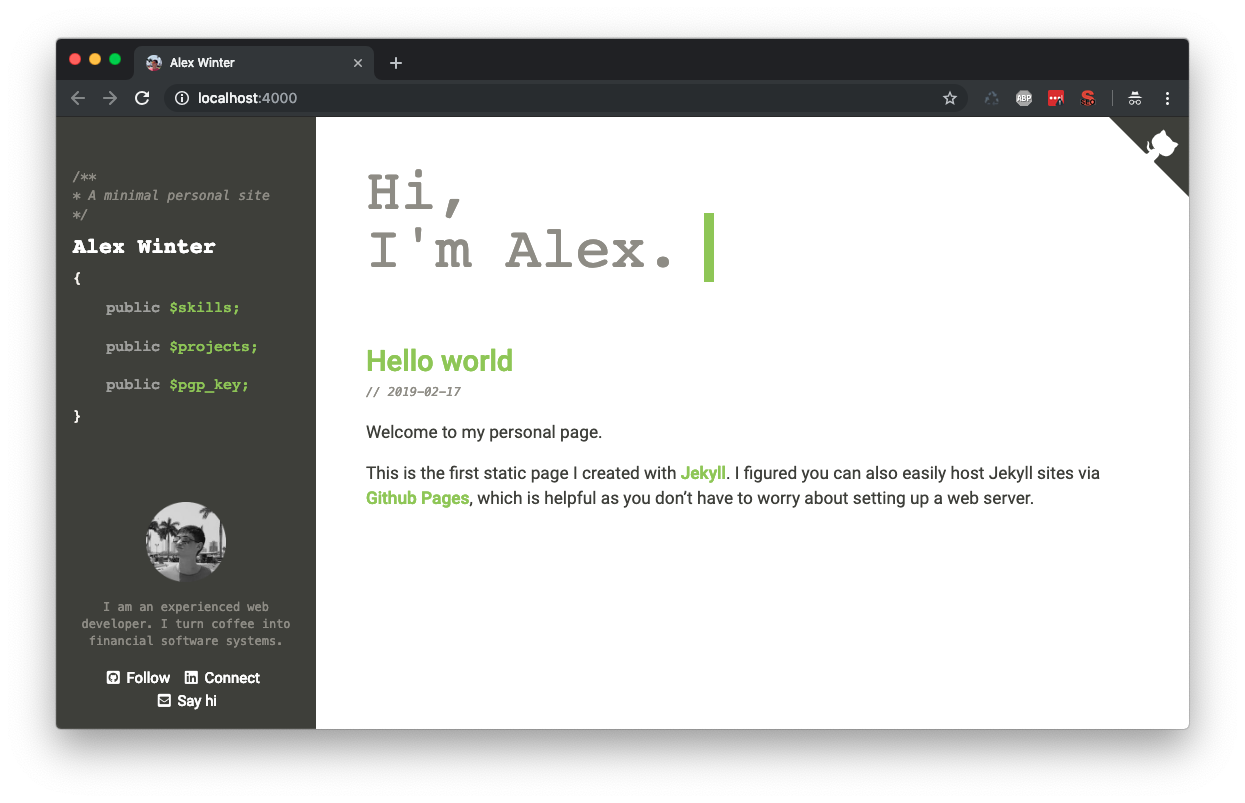 Alex Winter
localhost:4000
ABP
/**
* A minimal personal site
*/
Alex Winter
{
public $skills;
public $projects;
public $pgp_key;
}
I am an experienced web
developer. I turn coffee into
financial software systems.
Follow Connect
Say hi
Hi,
I'm Alex.
Hello world
// 2019-02-17
Welcome to my personal page.
This is the first static page I created with Jekyll. I figured you can also easily host Jekyll sites via
Github Pages, which is helpful as you don’t have to worry about setting up a web server.